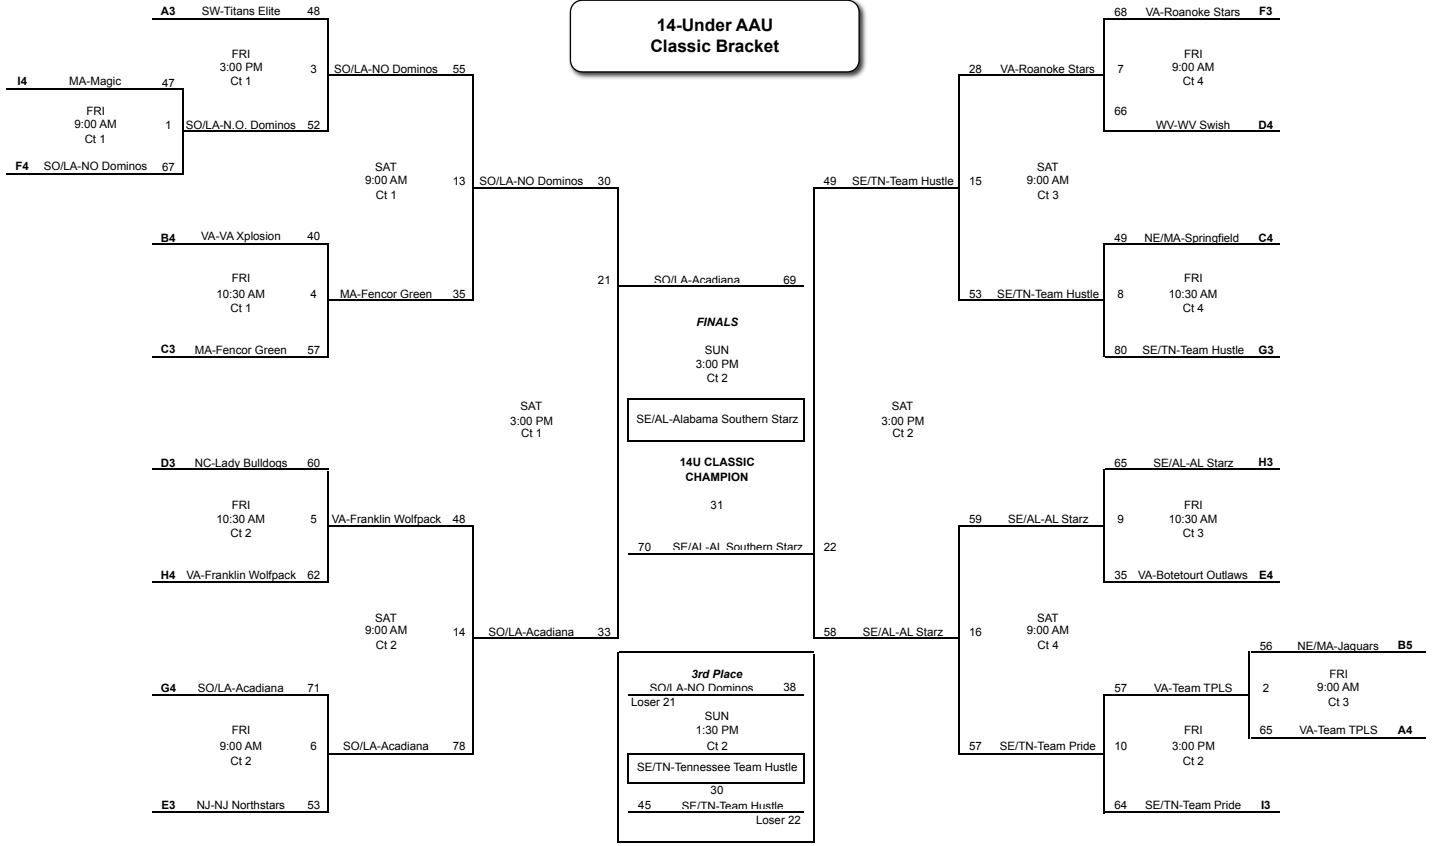 14-Under AAU
Classic Bracket
A3 SW-Titans Elite 48
FRI
3:00 PM
Ct 1
3 SO/LA-NO Dominos 55
I4 MA-Magic 47
FRI
9:00 AM
Ct 1
1 SO/LA-N.O. Dominos 52
F4 SO/LA-NO Dominos 67
SAT
9:00 AM
Ct 1
13 SO/LA-NO Dominos 30
B4 VA-VA Xplosion 40
FRI
10:30 AM
Ct 1
4 MA-Fencor Green 35
C3 MA-Fencor Green 57
SAT
3:00 PM
Ct 1
21 SO/LA-Acadiana 69
D3 NC-Lady Bulldogs 60
FRI
10:30 AM
Ct 2
5 VA-Franklin Wolfpack 48
H4 VA-Franklin Wolfpack 62
SAT
9:00 AM
Ct 2
14 SO/LA-Acadiana 33
G4 SO/LA-Acadiana 71
FRI
9:00 AM
Ct 2
6 SO/LA-Acadiana 78
E3 NJ-NJ Northstars 53
FINALS
SUN
3:00 PM
Ct 2
SE/AL-Alabama Southern Starz
14U CLASSIC
CHAMPION
31
70 SE/AL-AL Southern Starz 22
3rd Place
SO/LA-NO Dominos 38
Loser 21
SUN
1:30 PM
Ct 2
SE/TN-Tennessee Team Hustle
30
45 SE/TN-Team Hustle
Loser 22
68 VA-Roanoke Stars F3
FRI
9:00 AM
Ct 4
28 VA-Roanoke Stars 7
66
WV-WV Swish D4
SAT
9:00 AM
Ct 3
49 SE/TN-Team Hustle 15
49 NE/MA-Springfield C4
FRI
10:30 AM
Ct 4
53 SE/TN-Team Hustle 8
80 SE/TN-Team Hustle G3
SAT
3:00 PM
Ct 2
65 SE/AL-AL Starz H3
FRI
10:30 AM
Ct 3
59 SE/AL-AL Starz 9
35 VA-Botetourt Outlaws E4
SAT
9:00 AM
Ct 4
58 SE/AL-AL Starz 16
56 NE/MA-Jaguars B5
FRI
9:00 AM
Ct 3
57 VA-Team TPLS 2
65 VA-Team TPLS A4
FRI
3:00 PM
Ct 2
57 SE/TN-Team Pride 10
64 SE/TN-Team Pride I3